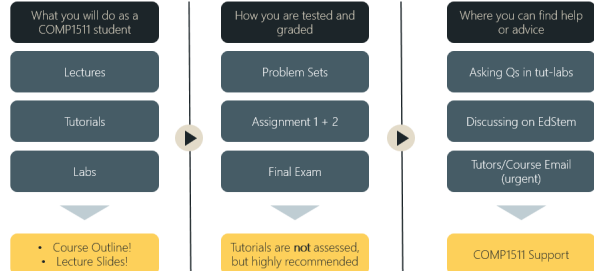 What you will do as a
COMP1511 student
Lectures
Tutorials
Labs
• Course Outline!
• Lecture Slides!
How you are tested and
graded
Problem Sets
Assignment 1 + 2
Final Exam
Tutorials are not assessed,
but highly recommended
Where you can find help
or advice
Asking Qs in tut-labs
Discussing on EdStem
Tutors/Course Email
(urgent)
COMP1511 Support